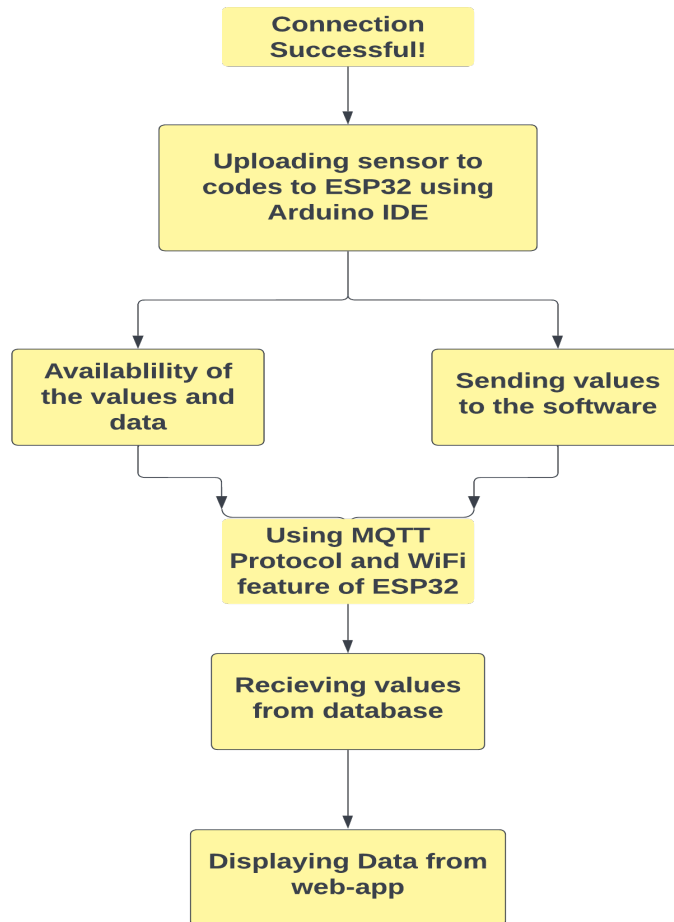 Connection
Successful!
Uploading sensor to
codes to ESP32 using
Arduino IDE
Availablility of
the values and
data
Sending values
to the software
Using MQTT
Protocol and WiFi
feature of ESP32
Recieving values
from database
Displaying Data from
web-app